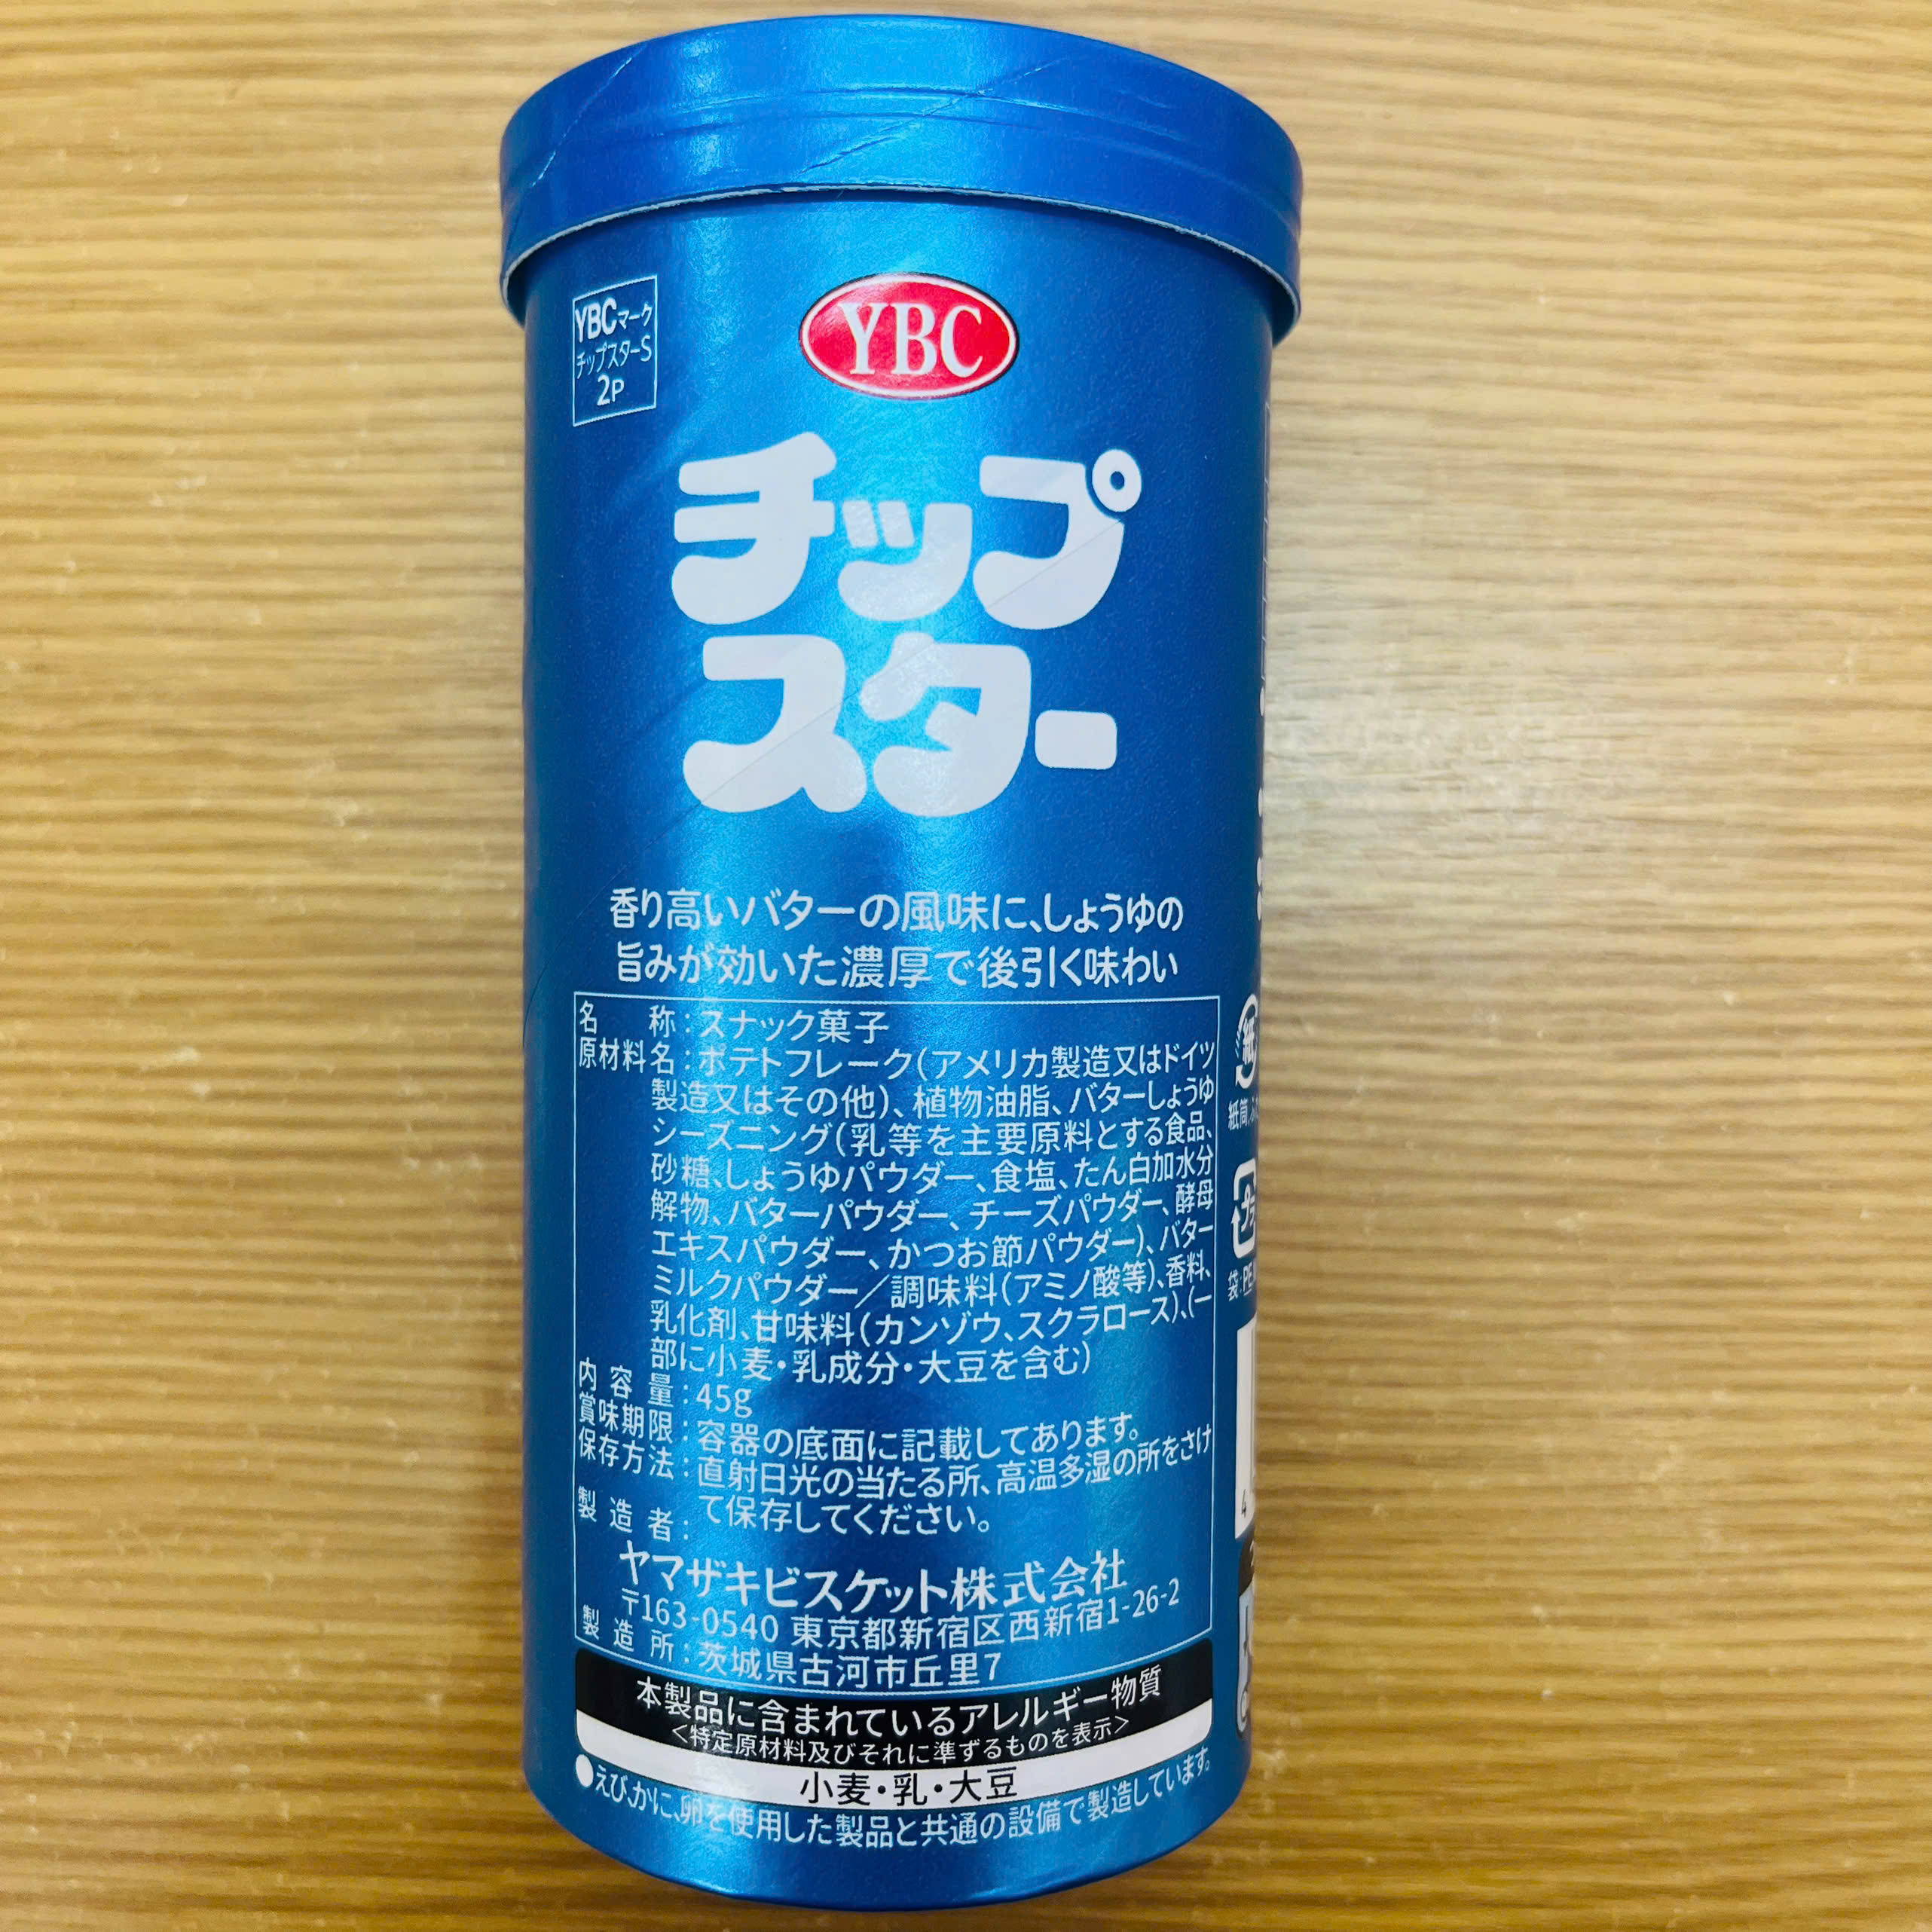 YBCマーク
チップスターS
2P
YBC
チップ
スター
香り高いバターの風味に、しょうゆの
旨みが効いた濃厚で後引く味わい
名称:スナック菓子
原材料名:ポテトフレーク(アメリカ製造又はドイツ
製造又はその他)、植物油脂、バターしょうゆ
シーズニング(乳等を主要原料とする食品、
砂糖、しょうゆパウダー、食塩、たん白加水分
解物、バターパウダー、チーズパウダー、酵母
エキスパウダー、かつお節パウダー)、バター
ミルクパウダー/調味料(アミノ酸等)、香料、
乳化剤、甘味料(カンゾウ、スクラロース)、(一
部に小麦・乳成分・大豆を含む)
内容量:45g
賞味期限:容器の底面に記載してあります。
保存方法:直射日光の当たる所、高温多湿の所をさけ
て保存してください。
製造者:
ヤマザキビスケット株式会社
〒163-0540 東京都新宿区西新宿1-26-2
製造所:茨城県古河市丘里7
本製品に含まれているアレルギー物質
<特定原材料及びそれに準ずるものを表示>
小麦・乳・大豆
●えび、かに、卵を使用した製品と共通の設備で製造しています。
紙
紙筒、ふ
袋:PE
4